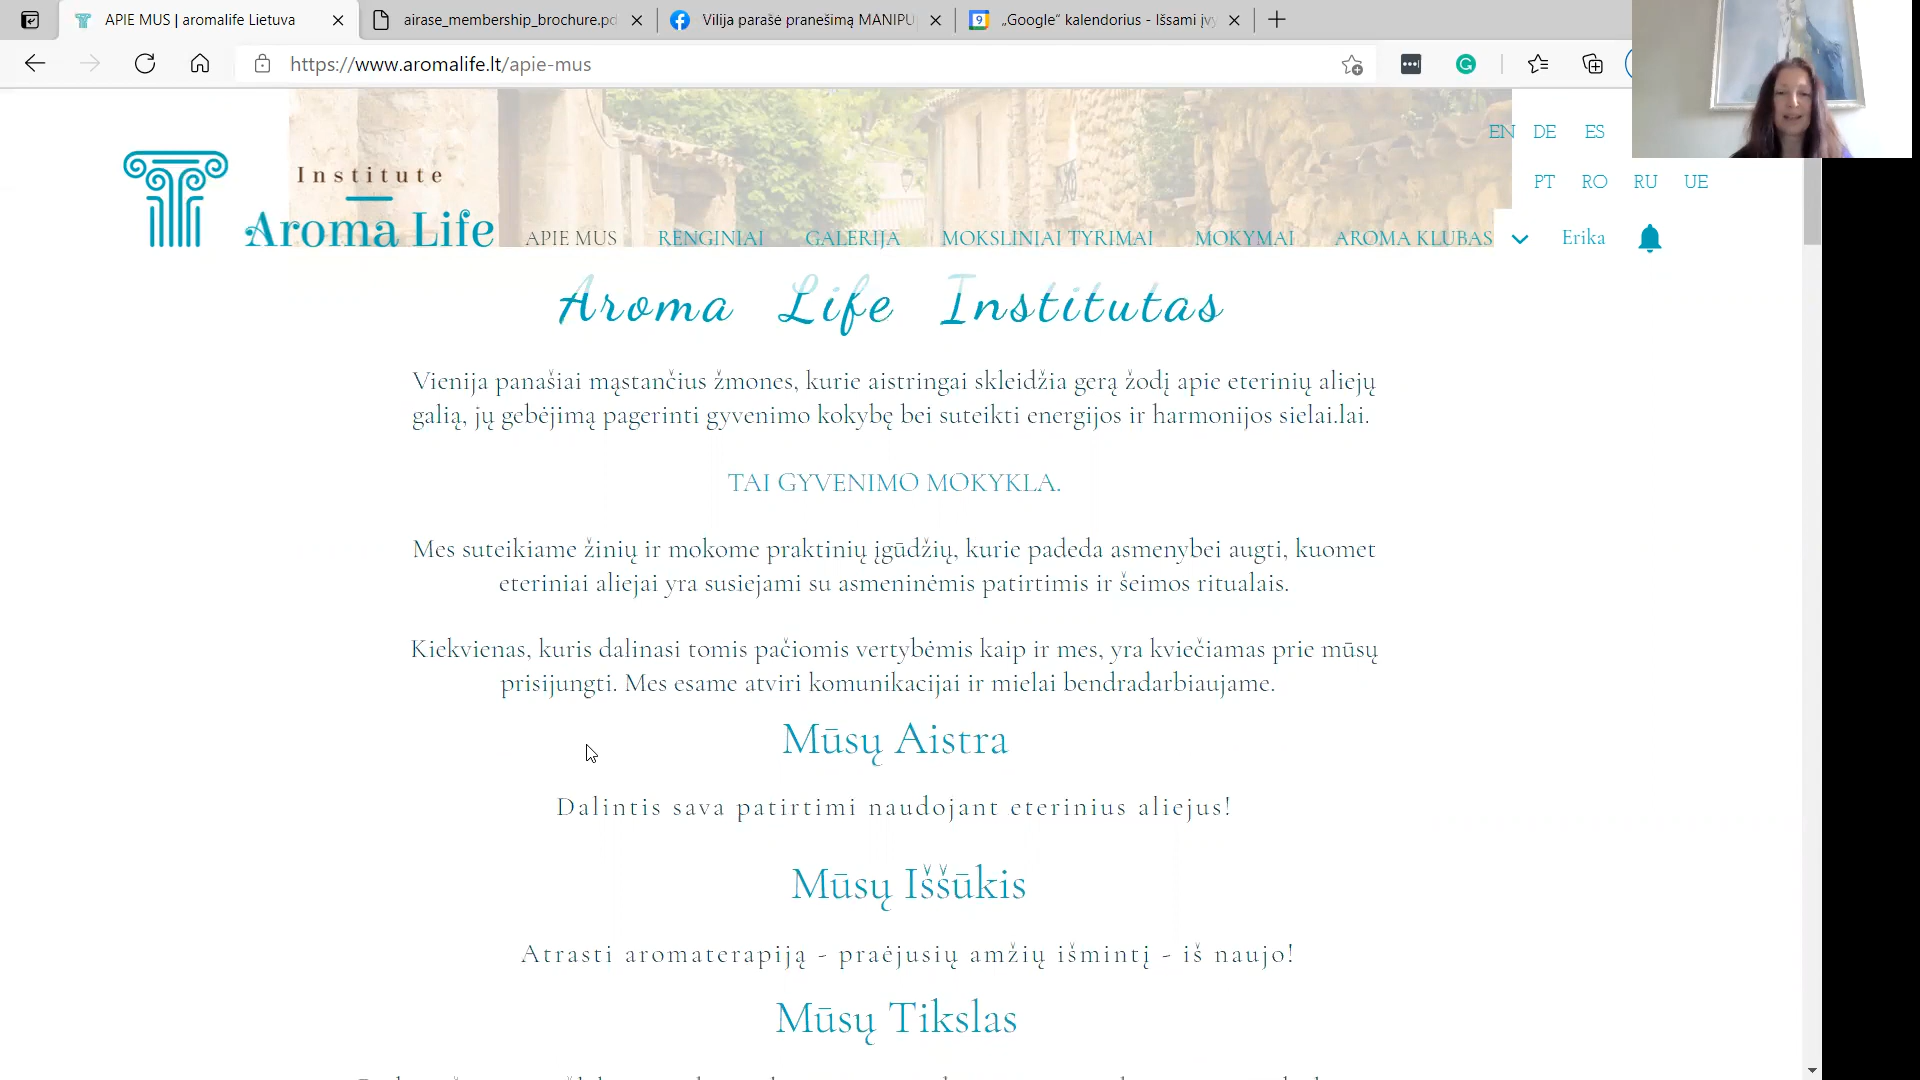 APIE MUS | aromalife Lietuva
airase_membership_brochure.pd
Vilija parašė pranešimą MANIPU
9
„Google“ kalendorius - Išsami įvy
https://www.aromalife.lt/apie-mus
EN DE ES
PT RO RU UE
Institute
Aroma Life
APIE MUS RENGINIAI GALERIJA MOKSLINIAI TYRIMAI MOKYMAI AROMA KLUBAS Erika
Aroma Life Institutas
Vienija panašiai mąstančius žmones, kurie aistringai skleidžia gerą žodį apie eterinių aliejų
galią, jų gebėjimą pagerinti gyvenimo kokybę bei suteikti energijos ir harmonijos sielai.lai.
TAI GYVENIMO MOKYKLA.
Mes suteikiame žinių ir mokome praktinių įgūdžių, kurie padeda asmenybei augti, kuomet
eteriniai aliejai yra susiejami su asmeninėmis patirtimis ir šeimos ritualais.
Kiekvienas, kuris dalinasi tomis pačiomis vertybėmis kaip ir mes, yra kviečiamas prie mūsų
prisijungti. Mes esame atviri komunikacijai ir mielai bendradarbiaujame.
Mūsų Aistra
Dalintis sava patirtimi naudojant eterinius aliejus!
Mūsų Iššūkis
Atrasti aromaterapiją - praėjusių amžių išmintį - iš naujo!
Mūsų Tikslas